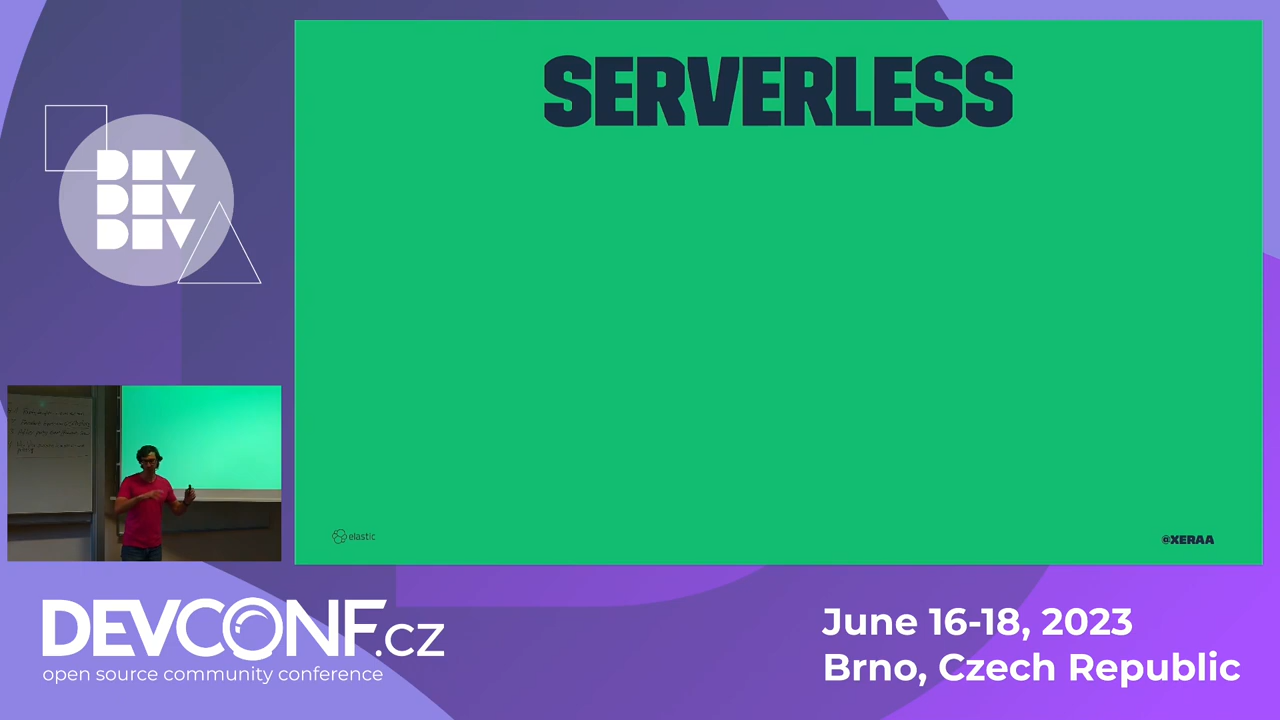 SERVERLESS
elastic
@XERAA
DEV
DEV
DEV
DEVCONF.cz
open source community conference
June 16-18, 2023
Brno, Czech Republic